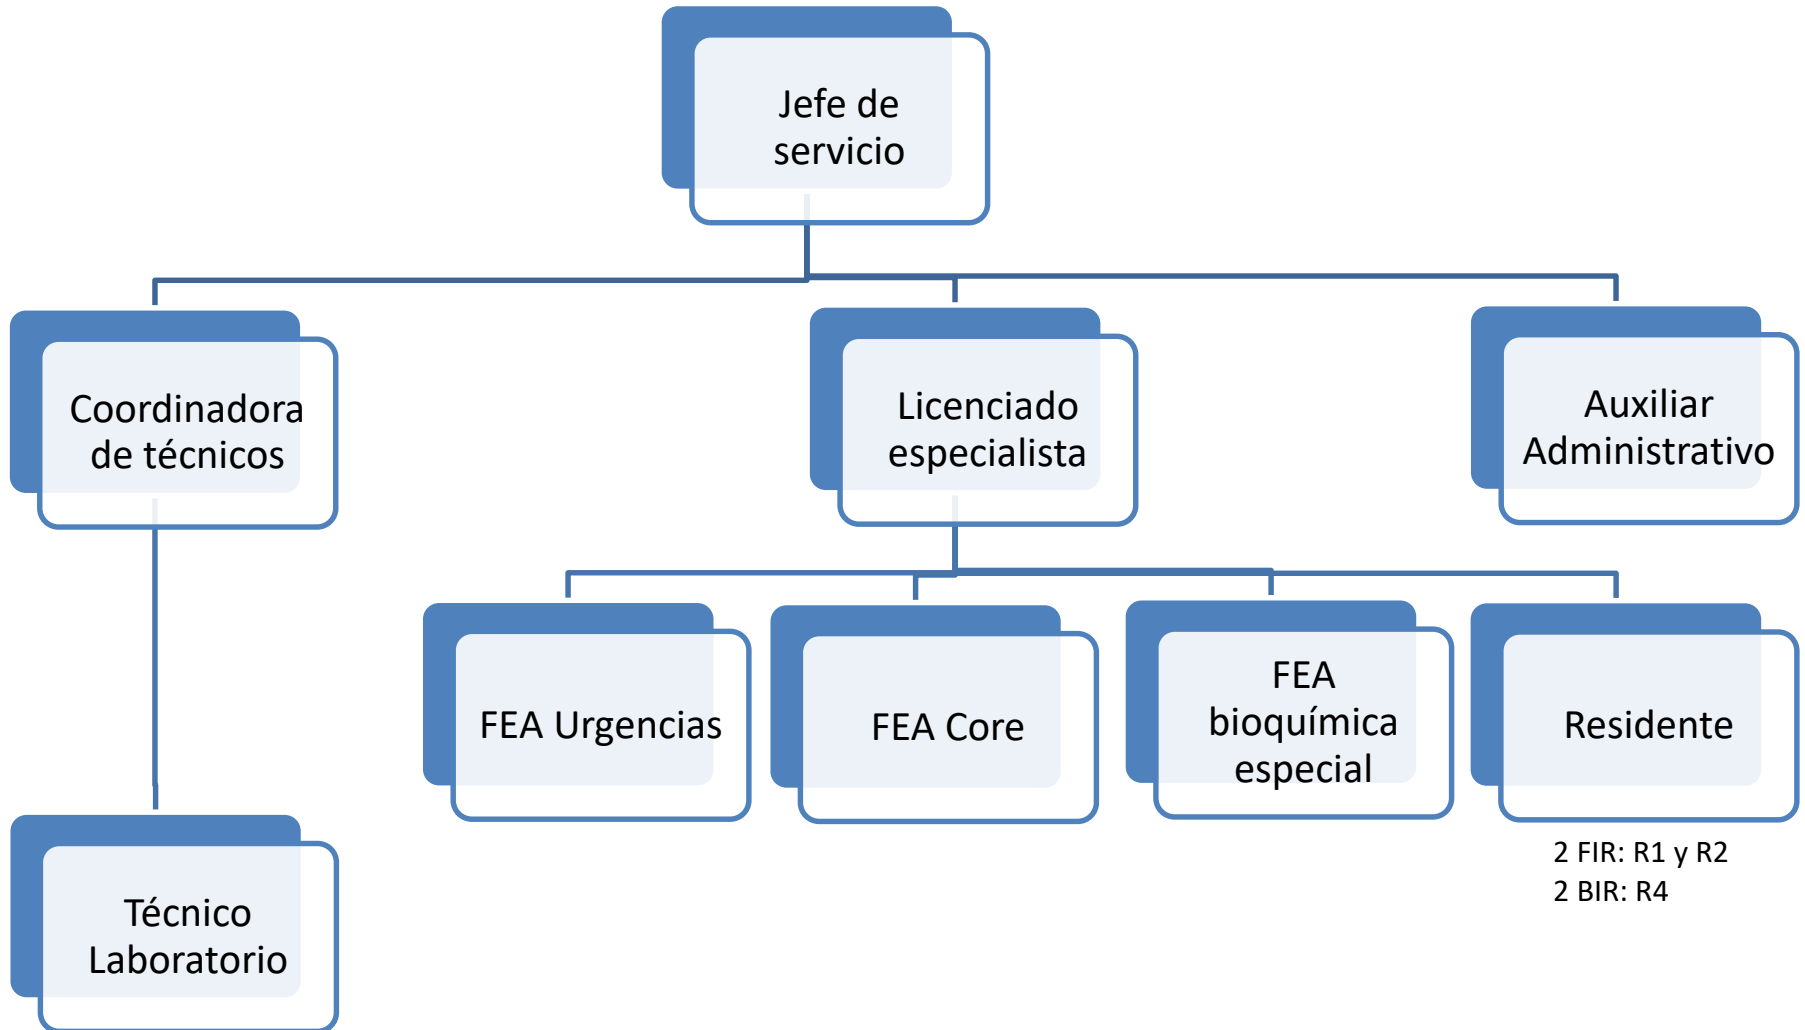 Jefe de
servicio
Coordinadora
de técnicos
Licenciado
especialista
Auxiliar
Administrativo
FEA Urgencias
FEA Core
FEA
bioquímica
especial
Residente
2 FIR: R1 y R2
2 BIR: R4
Técnico
Laboratorio